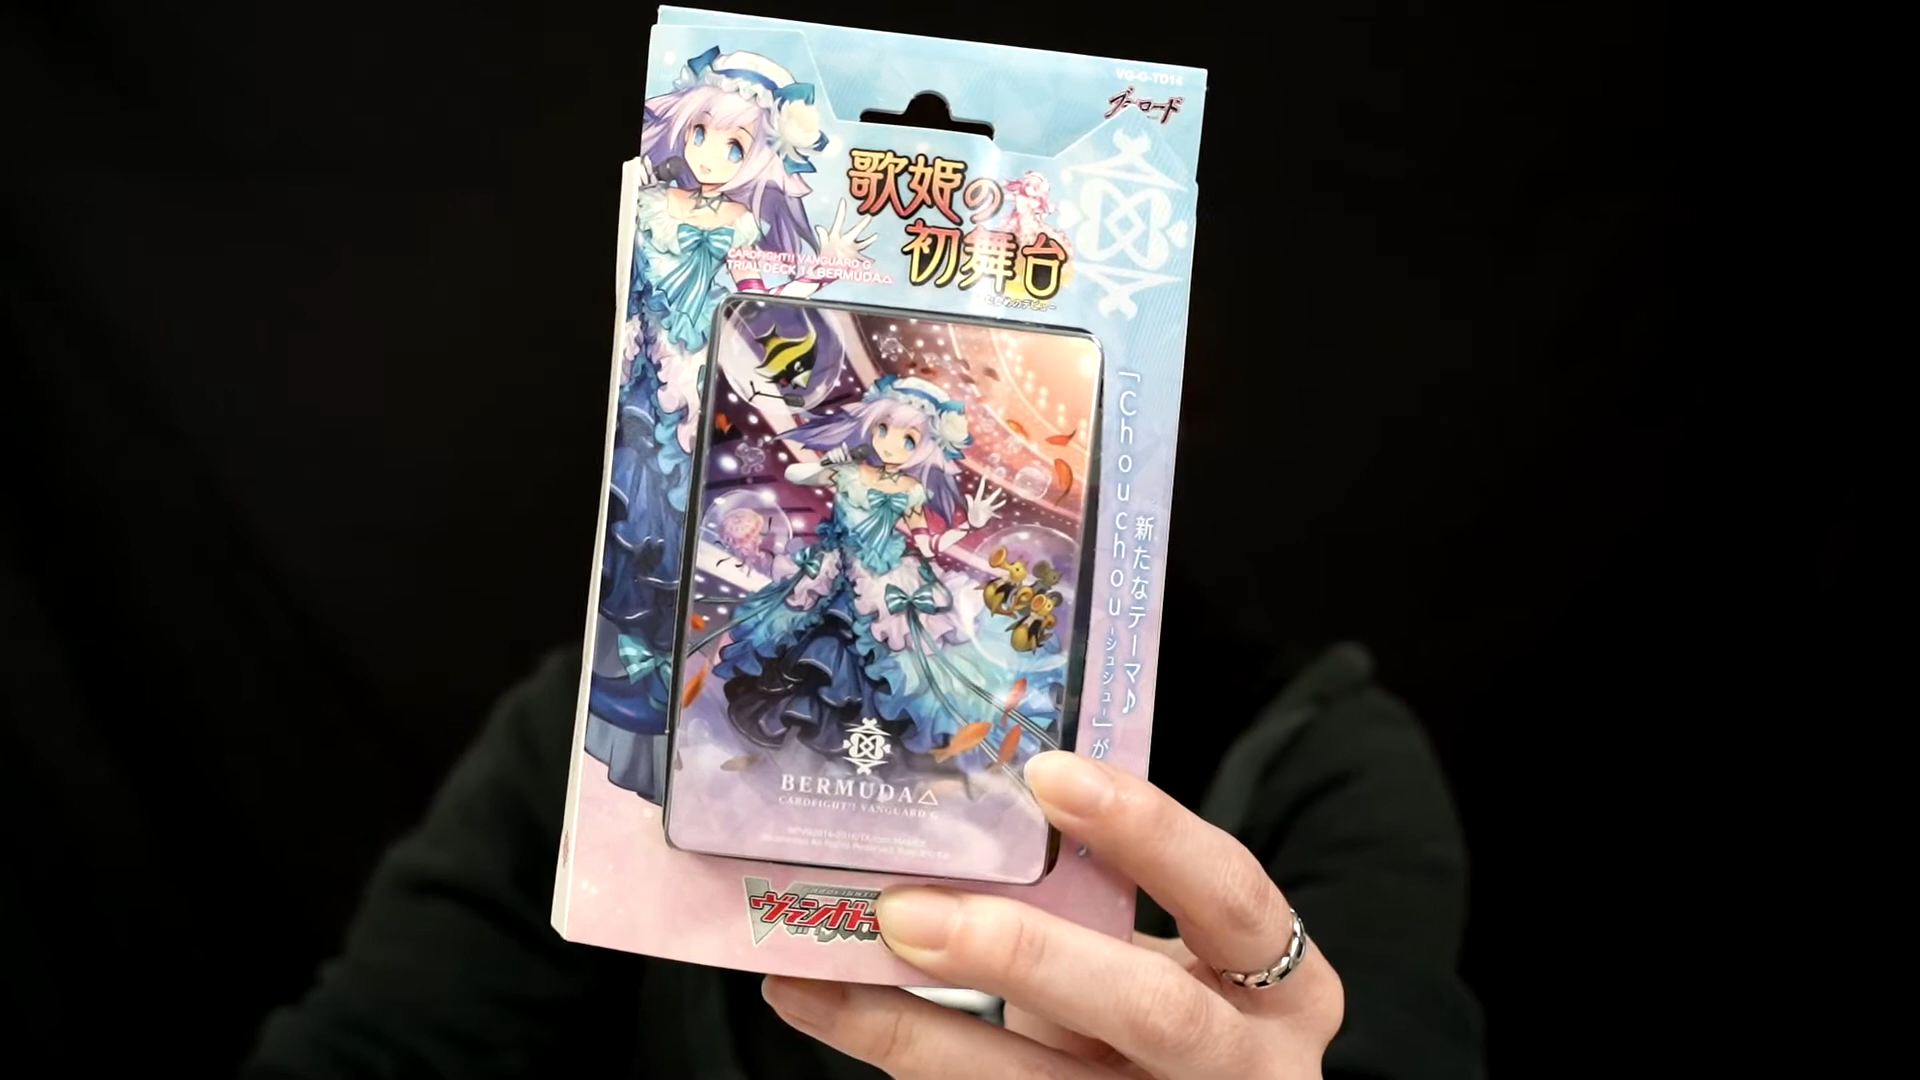 VG-G-TD14
ブシロード
歌姫の
初舞台
CARDFIGHT!! VANGUARD G
TRIAL DECK 14 BERMUDA△
新たなテーマ♪
「Chouchou-シュシュ-」が
BERMUDA△
CARDFIGHT!! VANGUARD G
CARDFIGHT!!
ヴァンガー